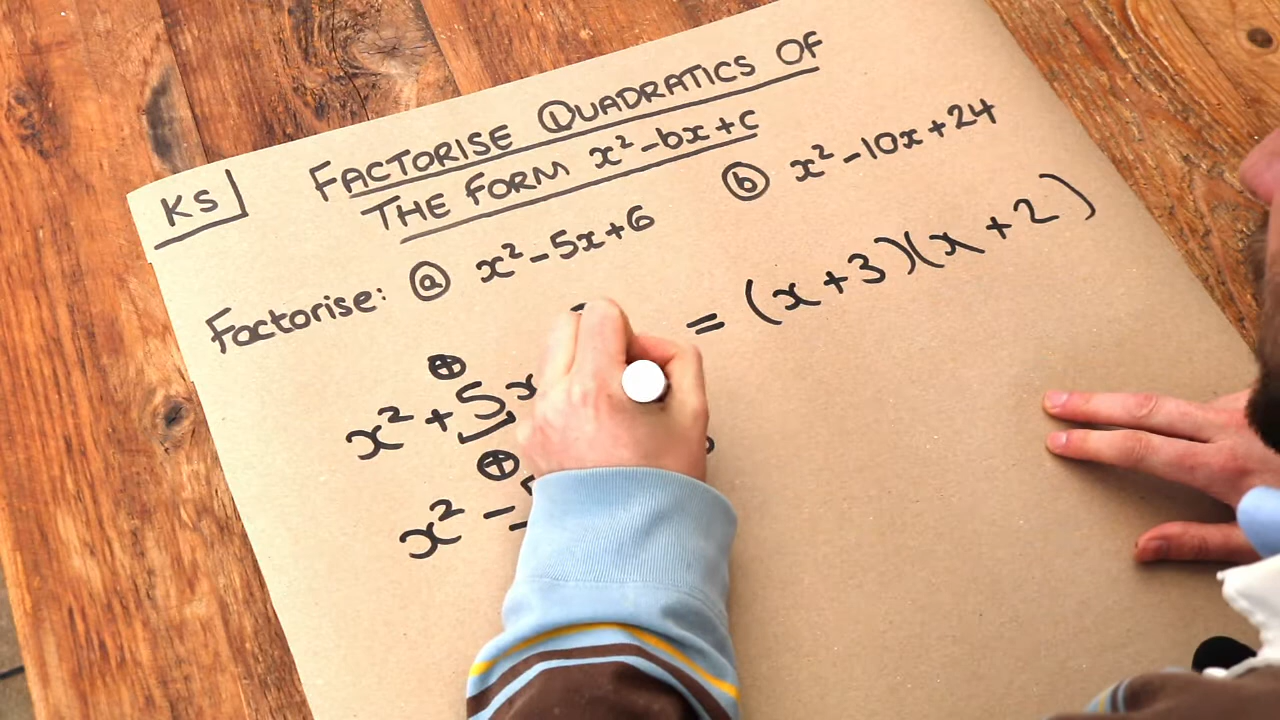 KS
FACTORISE QUADRATICS OF
THE FORM x²-bx+c
Factorise: ⓐ x²-5x+6 ⓑ x²-10x+24
⊕
x²+5x = (x+3)(x+2)
⊕
x²-